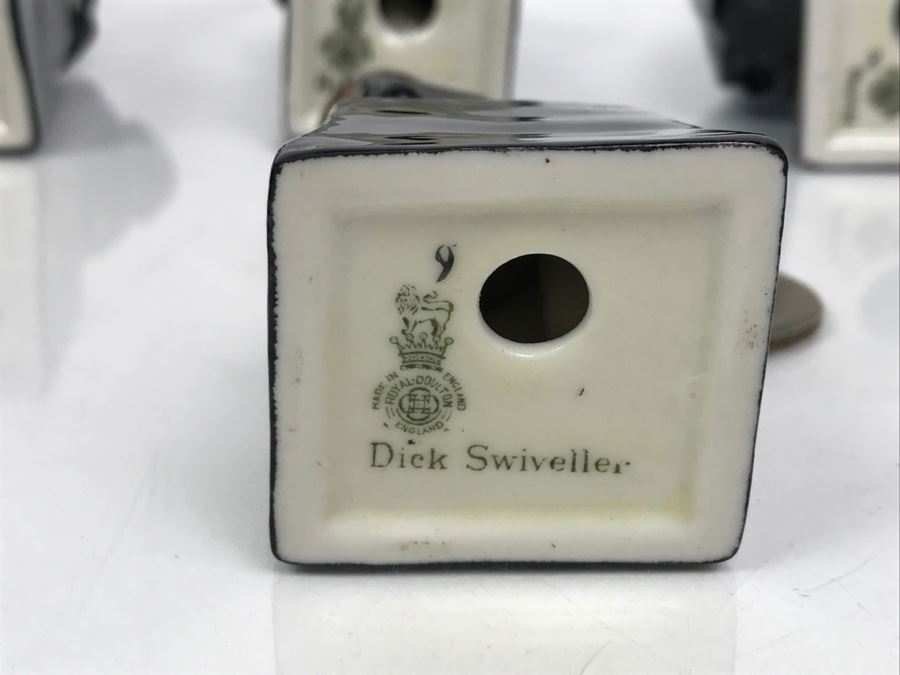 9
MADE IN ENGLAND
ROYAL-DOULTON
ENGLAND
Dick Swiveller.